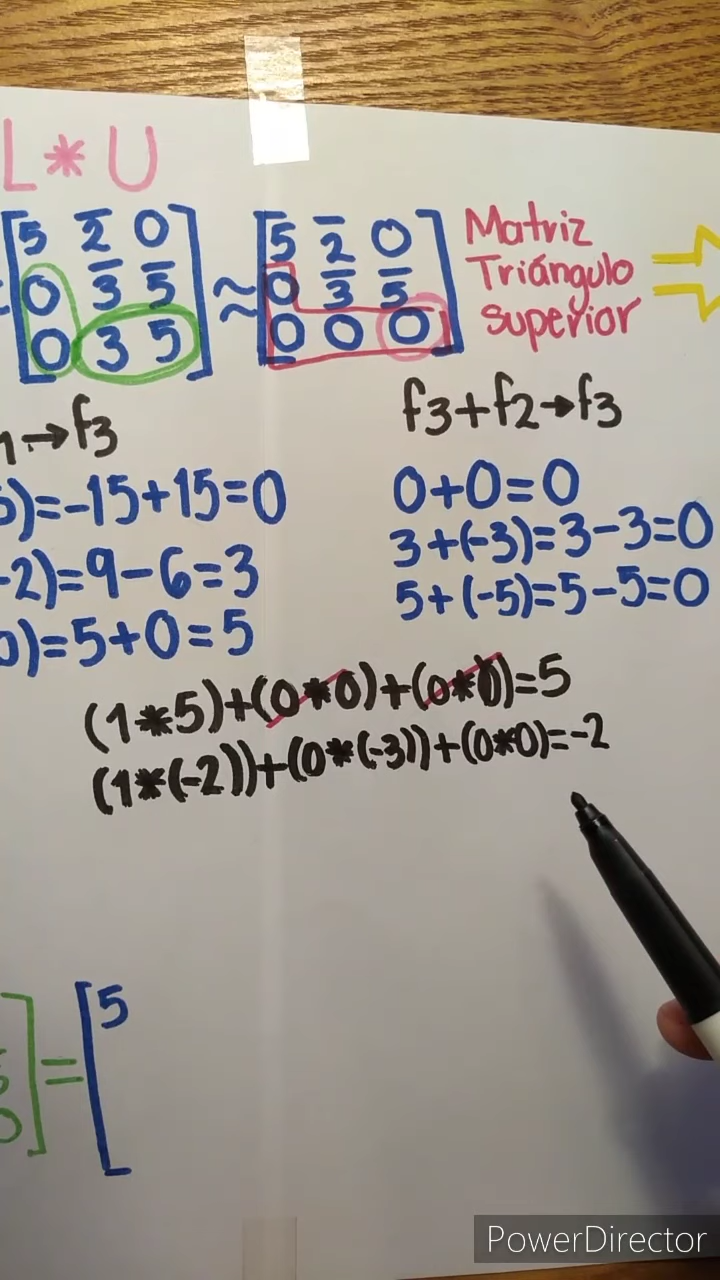 L * U
5 -2 0 ≈ 5 -2 0 Matriz
0 -3 -5 0 -3 -5 Triángulo
0 3 5 0 0 0 superior
1→f3 f3+f2→f3
)=-15+15=0 0+0=0
-2)=9-6=3 3+(-3)=3-3=0
)=5+0=5 5+(-5)=5-5=0
(1*5)+(0*0)+(0*0)=5
(1*(-2))+(0*(-3))+(0*0)=-2
= 5
PowerDirector